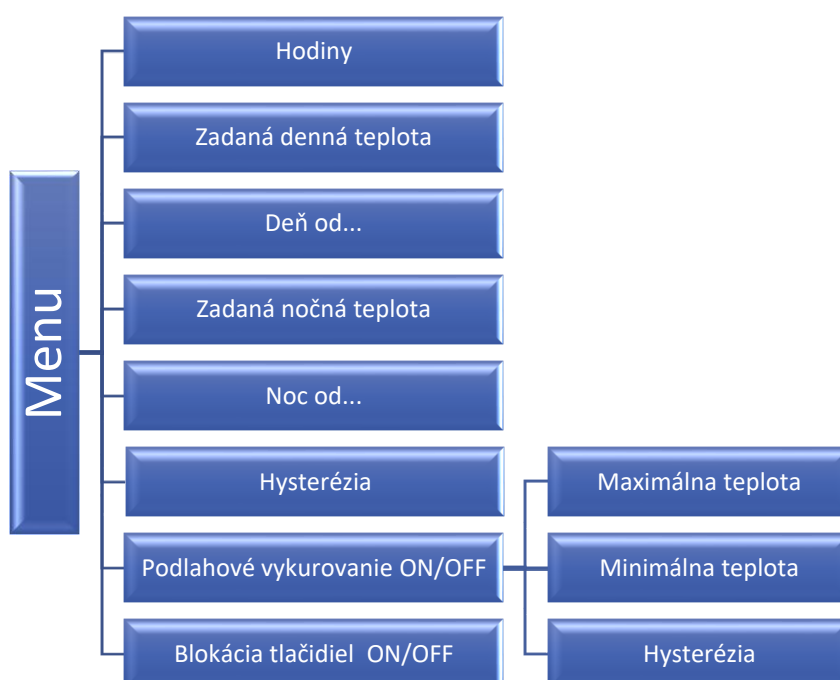 Menu
Hodiny
Zadaná denná teplota
Deň od...
Zadaná nočná teplota
Noc od...
Hysterézia
Podlahové vykurovanie ON/OFF
Maximálna teplota
Minimálna teplota
Hysterézia
Blokácia tlačidiel ON/OFF